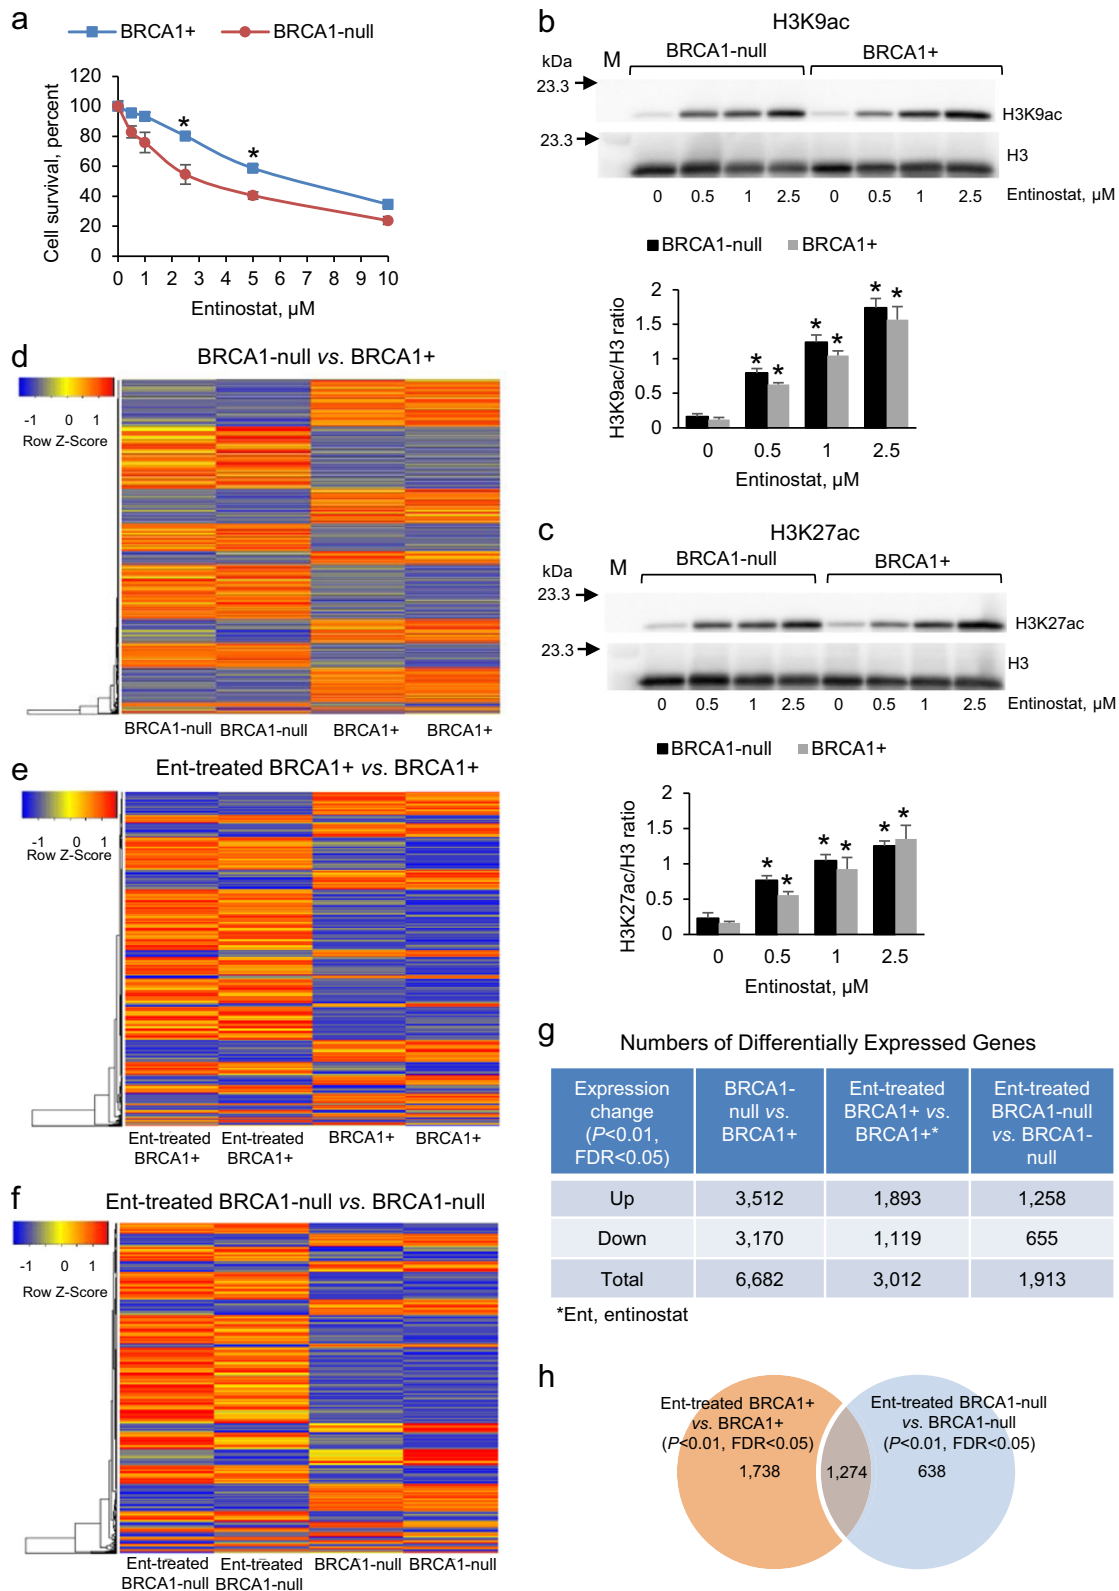 a
BRCA1+
BRCA1-null
Cell survival, percent
120
100
80
60
40
20
0
*
*
0 1 2 3 4 5 6 7 8 9 10
Entinostat, µM
b
H3K9ac
kDa
M
BRCA1-null
BRCA1+
23.3
H3K9ac
23.3
H3
0 0.5 1 2.5 0 0.5 1 2.5 Entinostat, µM
BRCA1-null
BRCA1+
H3K9ac/H3 ratio
2
1.5
1
0.5
0
* * * * * *
0 0.5 1 2.5
Entinostat, µM
c
H3K27ac
kDa
M
BRCA1-null
BRCA1+
23.3
H3K27ac
23.3
H3
0 0.5 1 2.5 0 0.5 1 2.5 Entinostat, µM
BRCA1-null
BRCA1+
H3K27ac/H3 ratio
2
1.5
1
0.5
0
* * * * * *
0 0.5 1 2.5
Entinostat, µM
d
BRCA1-null vs. BRCA1+
-1 0 1
Row Z-Score
BRCA1-null BRCA1-null BRCA1+ BRCA1+
e
Ent-treated BRCA1+ vs. BRCA1+
-1 0 1
Row Z-Score
Ent-treated Ent-treated BRCA1+ BRCA1+
BRCA1+ BRCA1+
f
Ent-treated BRCA1-null vs. BRCA1-null
-1 0 1
Row Z-Score
Ent-treated Ent-treated BRCA1-null BRCA1-null
BRCA1-null BRCA1-null
g
Numbers of Differentially Expressed Genes
Expression BRCA1- Ent-treated Ent-treated
change null vs. BRCA1+ vs. BRCA1-null
(P<0.01, BRCA1+ BRCA1+* vs. BRCA1-
FDR<0.05) null
Up 3,512 1,893 1,258
Down 3,170 1,119 655
Total 6,682 3,012 1,913
*Ent, entinostat
h
Ent-treated BRCA1+
vs. BRCA1+
(P<0.01, FDR<0.05)
1,738
1,274
Ent-treated BRCA1-null
vs. BRCA1-null
(P<0.01, FDR<0.05)
638